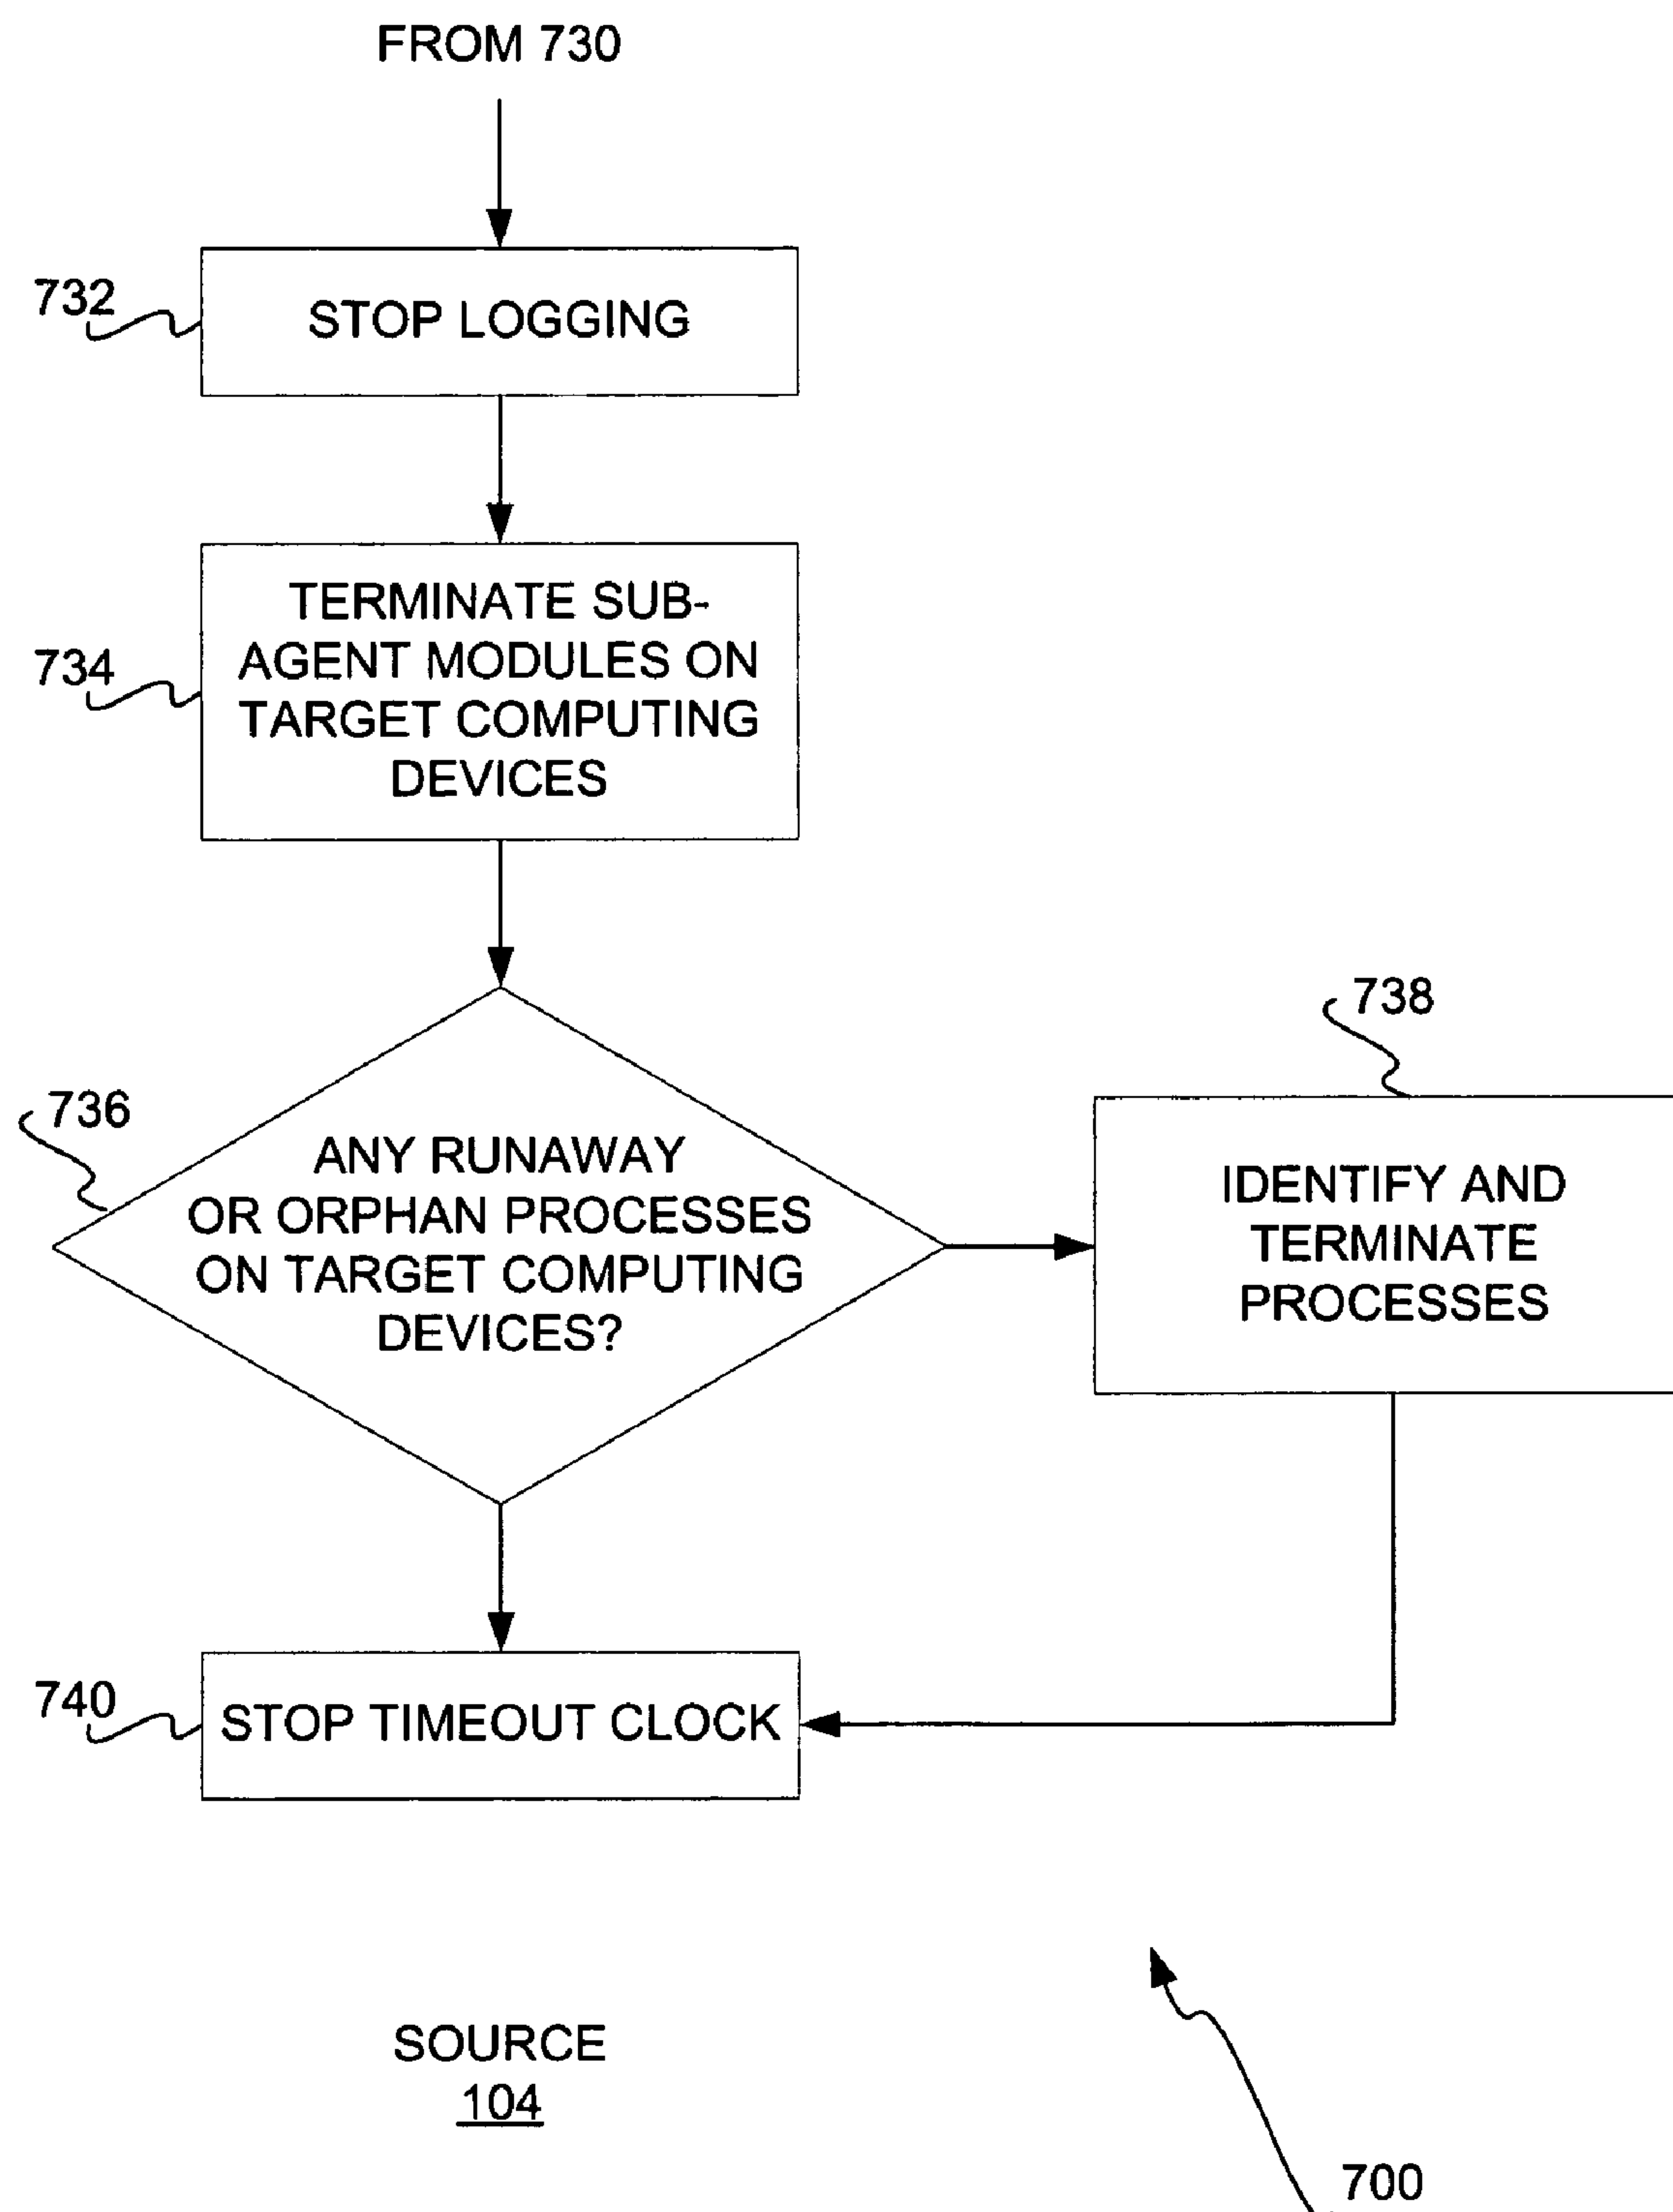 FROM 730
732
STOP LOGGING
734
TERMINATE SUB-
AGENT MODULES ON
TARGET COMPUTING
DEVICES
736
ANY RUNAWAY
OR ORPHAN PROCESSES
ON TARGET COMPUTING
DEVICES?
738
IDENTIFY AND
TERMINATE
PROCESSES
740
STOP TIMEOUT CLOCK
SOURCE
104
700